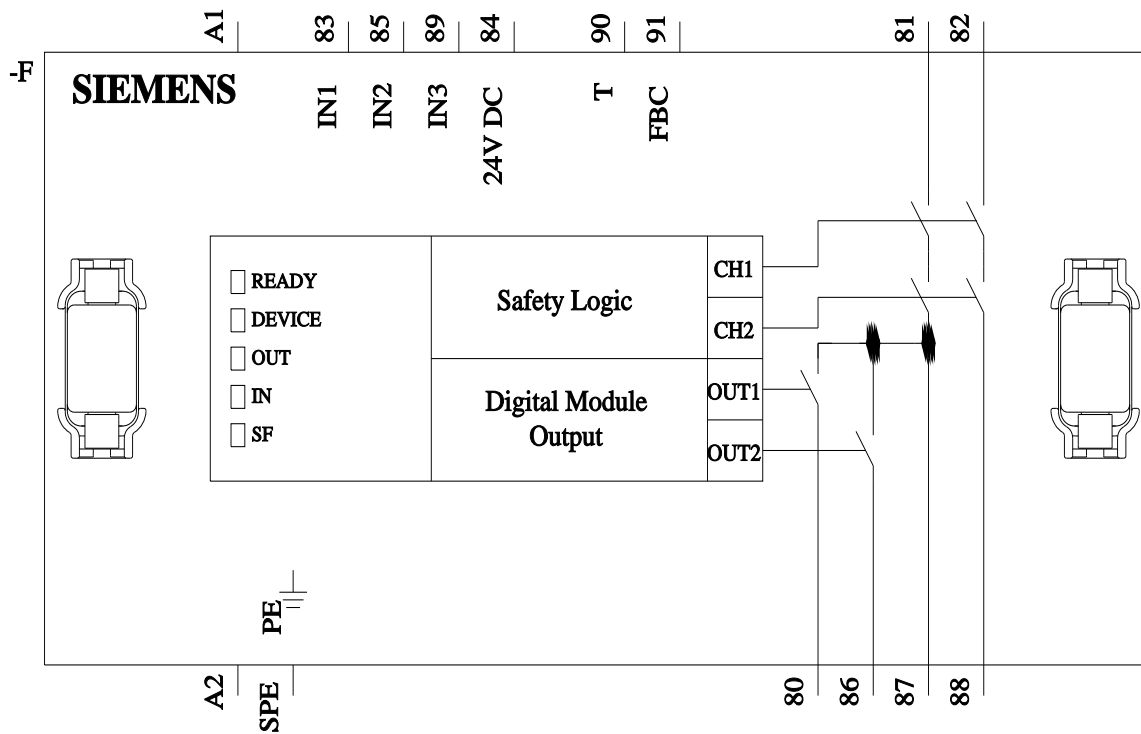 A1 83 85 89 84 90 91 81 82
-F
SIEMENS
IN1 IN2 IN3 24V DC T FBC
READY
DEVICE
OUT
IN
SF
Safety Logic
Digital Module
Output
CH1
CH2
OUT1
OUT2
PE
A2 SPE 80 86 87 88